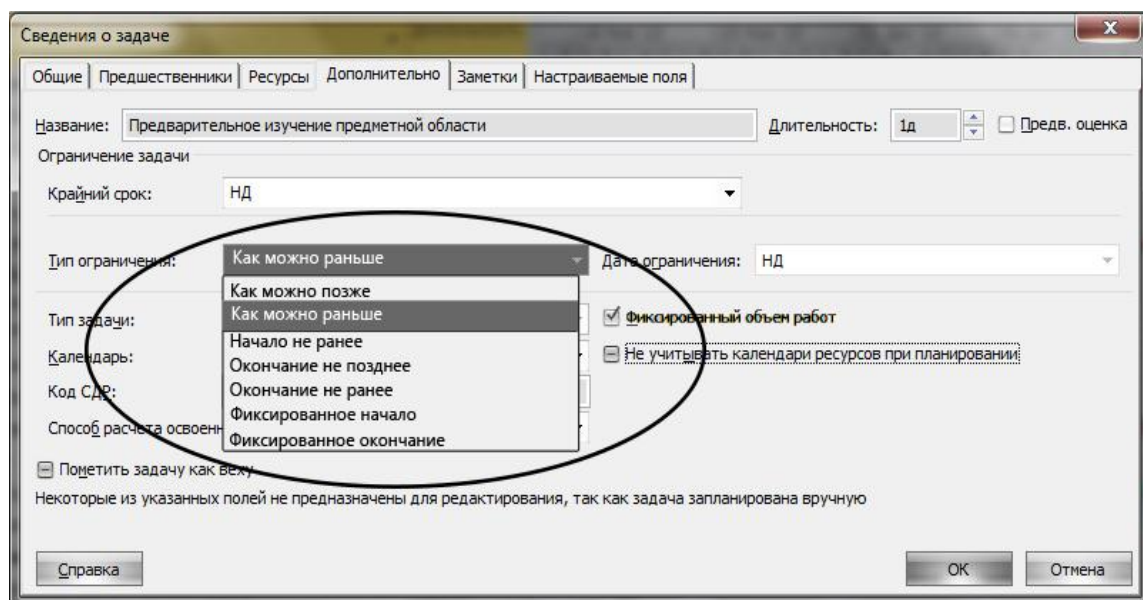 Сведения о задаче
Общие Предшественники Ресурсы Дополнительно Заметки Настраиваемые поля
Название: Предварительное изучение предметной области Длительность: 1д Предв. оценка
Ограничение задачи
Крайний срок: НД
Тип ограничения: Как можно раньше Дата ограничения: НД
Как можно позже
Тип задачи: Как можно раньше Фиксированный объем работ
Начало не ранее
Календарь: Окончание не позднее Не учитывать календари ресурсов при планировании
Код СДР: Окончание не ранее
Фиксированное начало
Способ расчета освоенн Фиксированное окончание
Пометить задачу как веху
Некоторые из указанных полей не предназначены для редактирования, так как задача запланирована вручную
Справка ОК Отмена